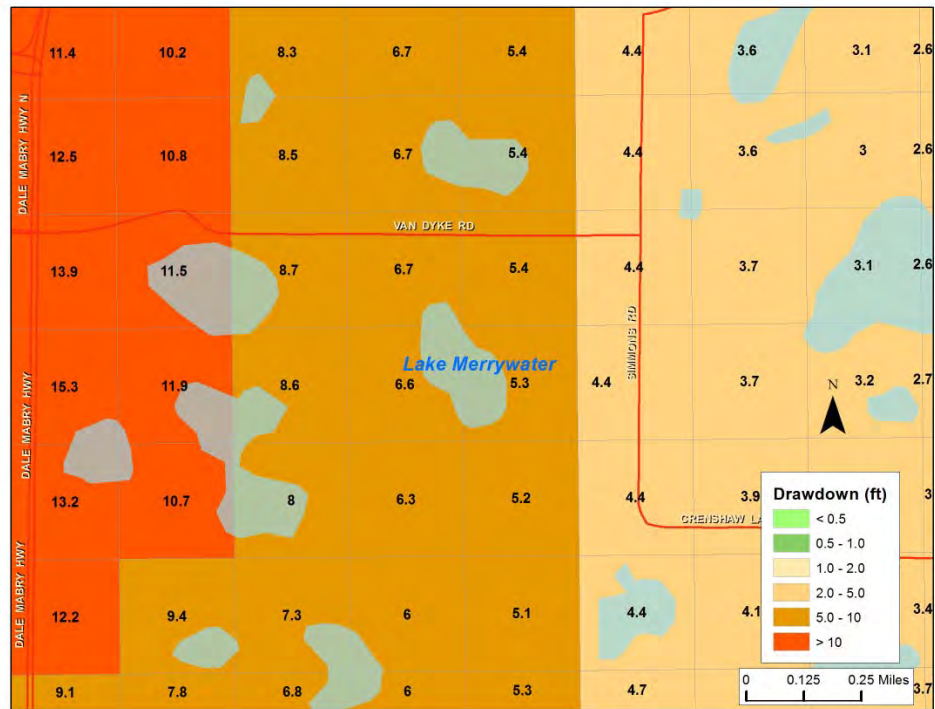 11.4 10.2 8.3 6.7 5.4 4.4 3.6 3.1 2.6
DALE MABRY HWY N
12.5 10.8 8.5 6.7 5.4 4.4 3.6 3 2.6
VAN DYKE RD
13.9 11.5 8.7 6.7 5.4 4.4 3.7 3.1 2.6
SIMMONS RD
Lake Merrywater
15.3 11.9 8.6 6.6 5.3 4.4 3.7 3.2 2.7
N
DALE MABRY HWY
13.2 10.7 8 6.3 5.2 4.4 3.9 3
CRENSHAW LA
DALE MABRY HWY
12.2 9.4 7.3 6 5.1 4.4 4.1 3.4
9.1 7.8 6.8 6 5.3 4.7 3.7
Drawdown (ft)
< 0.5
0.5 - 1.0
1.0 - 2.0
2.0 - 5.0
5.0 - 10
> 10
0 0.125 0.25 Miles